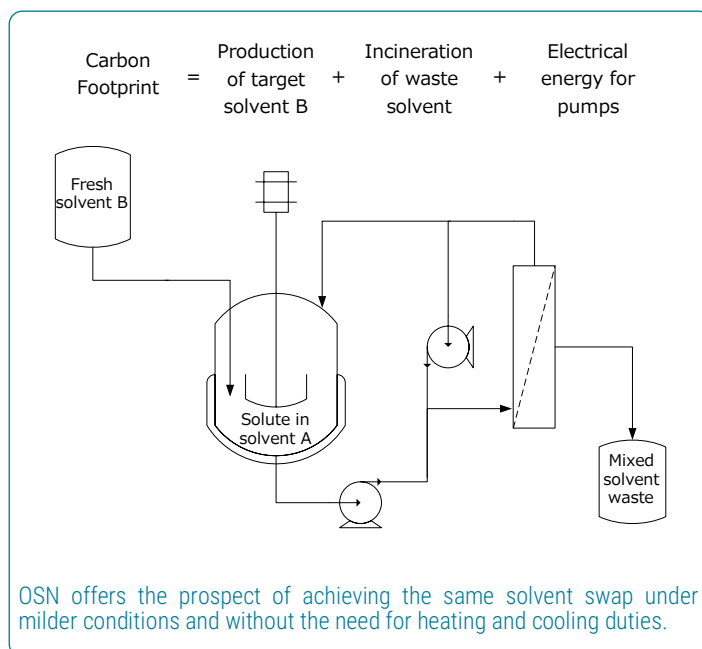 Carbon Footprint = Production of target solvent B + Incineration of waste solvent + Electrical energy for pumps
Fresh
solvent B
Solute in
solvent A
Mixed
solvent
waste
OSN offers the prospect of achieving the same solvent swap under
milder conditions and without the need for heating and cooling duties.